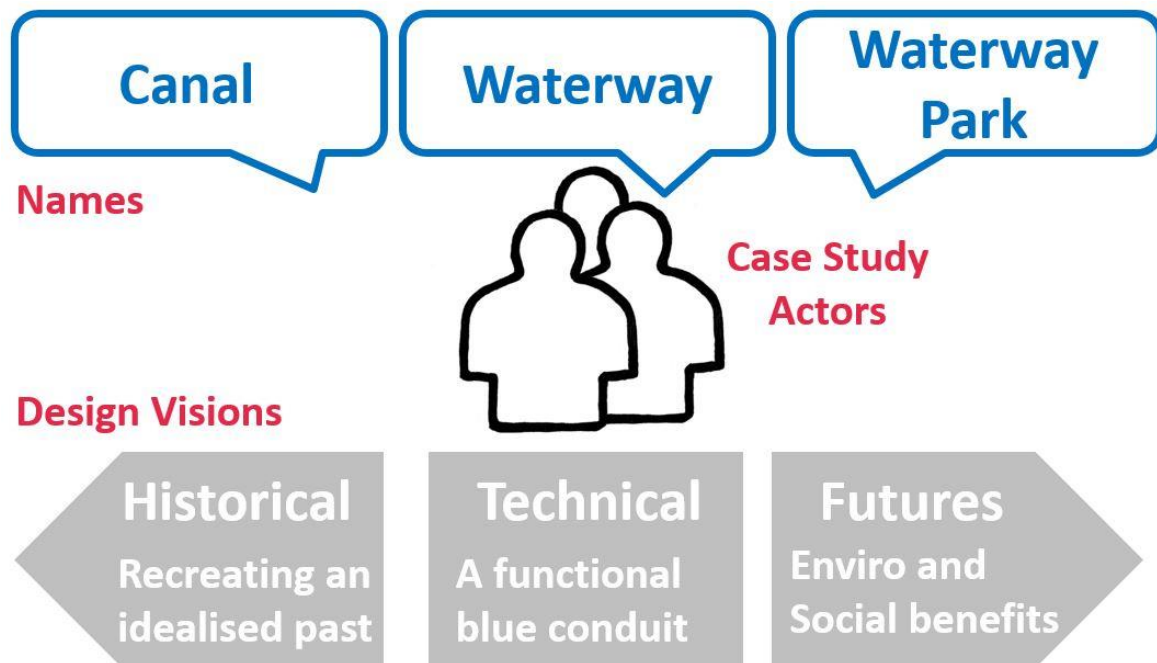 Canal
Waterway
Waterway
Park
Names
Case Study
Actors
Design Visions
Historical
Recreating an
idealised past
Technical
A functional
blue conduit
Futures
Enviro and
Social benefits